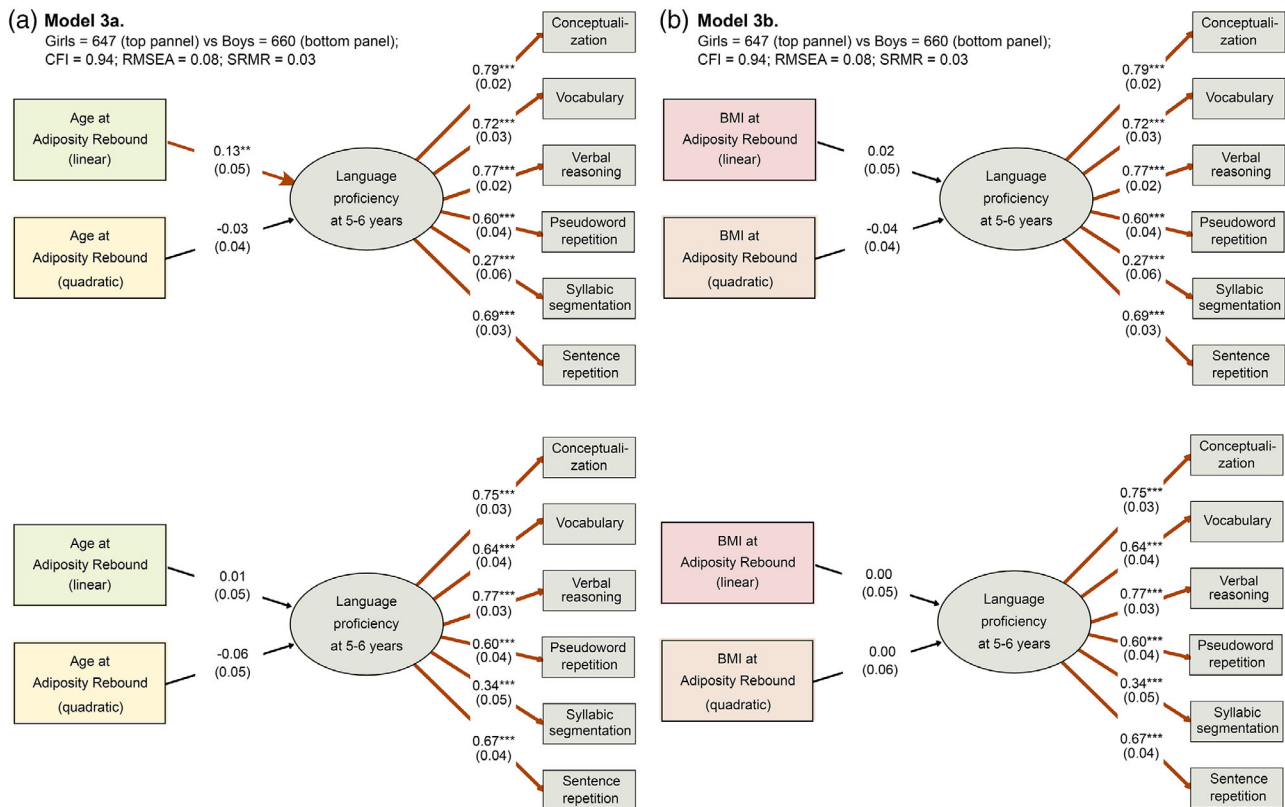 (a) Model 3a.
Girls = 647 (top pannel) vs Boys = 660 (bottom panel);
CFI = 0.94; RMSEA = 0.08; SRMR = 0.03
Age at
Adiposity Rebound
(linear)
0.13**
(0.05)
Age at
Adiposity Rebound
(quadratic)
-0.03
(0.04)
Language
proficiency
at 5-6 years
0.79***
(0.02)
0.72***
(0.03)
0.77***
(0.02)
0.60***
(0.04)
0.27***
(0.06)
0.69***
(0.03)
Conceptuali-
zation
Vocabulary
Verbal
reasoning
Pseudoword
repetition
Syllabic
segmentation
Sentence
repetition
Age at
Adiposity Rebound
(linear)
0.01
(0.05)
Age at
Adiposity Rebound
(quadratic)
-0.06
(0.05)
Language
proficiency
at 5-6 years
0.75***
(0.03)
0.64***
(0.04)
0.77***
(0.03)
0.60***
(0.04)
0.34***
(0.05)
0.67***
(0.04)
Conceptuali-
zation
Vocabulary
Verbal
reasoning
Pseudoword
repetition
Syllabic
segmentation
Sentence
repetition
(b) Model 3b.
Girls = 647 (top pannel) vs Boys = 660 (bottom panel);
CFI = 0.94; RMSEA = 0.08; SRMR = 0.03
BMI at
Adiposity Rebound
(linear)
0.02
(0.05)
BMI at
Adiposity Rebound
(quadratic)
-0.04
(0.04)
Language
proficiency
at 5-6 years
0.79***
(0.02)
0.72***
(0.03)
0.77***
(0.02)
0.60***
(0.04)
0.27***
(0.06)
0.69***
(0.03)
Conceptuali-
zation
Vocabulary
Verbal
reasoning
Pseudoword
repetition
Syllabic
segmentation
Sentence
repetition
BMI at
Adiposity Rebound
(linear)
0.00
(0.05)
BMI at
Adiposity Rebound
(quadratic)
0.00
(0.06)
Language
proficiency
at 5-6 years
0.75***
(0.03)
0.64***
(0.04)
0.77***
(0.03)
0.60***
(0.04)
0.34***
(0.05)
0.67***
(0.04)
Conceptuali-
zation
Vocabulary
Verbal
reasoning
Pseudoword
repetition
Syllabic
segmentation
Sentence
repetition